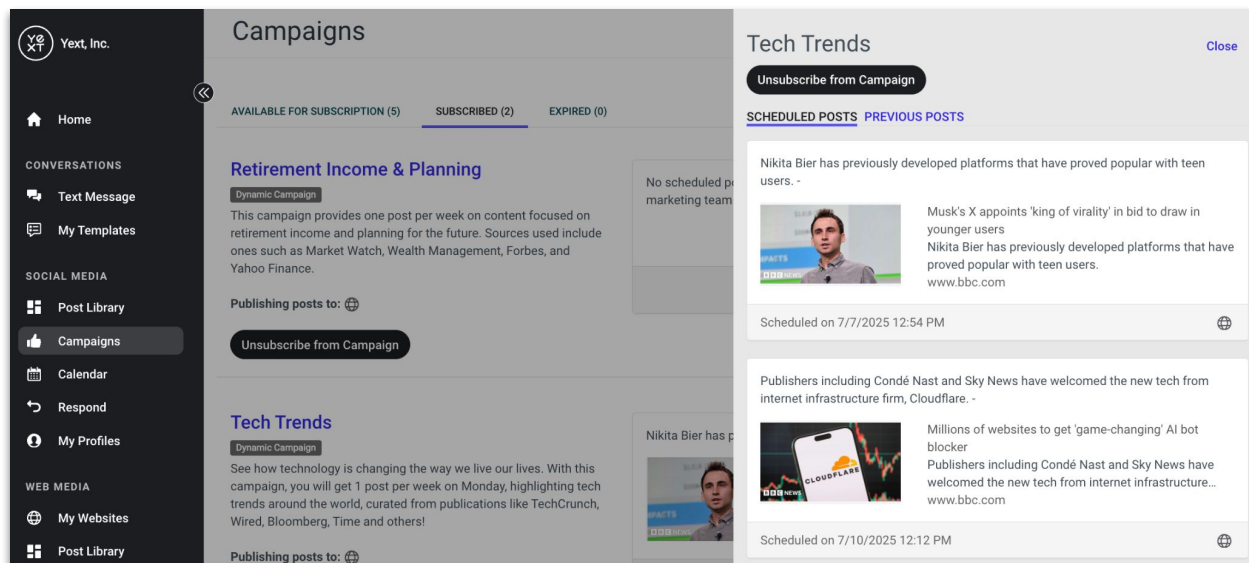 YEXT
Yext, Inc.
Home
CONVERSATIONS
Text Message
My Templates
SOCIAL MEDIA
Post Library
Campaigns
Calendar
Respond
My Profiles
WEB MEDIA
My Websites
Post Library
Campaigns
AVAILABLE FOR SUBSCRIPTION (5) SUBSCRIBED (2) EXPIRED (0)
Retirement Income & Planning
Dynamic Campaign
This campaign provides one post per week on content focused on
retirement income and planning for the future. Sources used include
ones such as Market Watch, Wealth Management, Forbes, and
Yahoo Finance.
Publishing posts to:
Unsubscribe from Campaign
No scheduled
marketing team
Tech Trends
Dynamic Campaign
See how technology is changing the way we live our lives. With this
campaign, you will get 1 post per week on Monday, highlighting tech
trends around the world, curated from publications like TechCrunch,
Wired, Bloomberg, Time and others!
Publishing posts to:
Nikita Bier has
Tech Trends
Close
Unsubscribe from Campaign
SCHEDULED POSTS PREVIOUS POSTS
Nikita Bier has previously developed platforms that have proved popular with teen
users. -
BBC NEWS
Musk's X appoints 'king of virality' in bid to draw in
younger users
Nikita Bier has previously developed platforms that have
proved popular with teen users.
www.bbc.com
Scheduled on 7/7/2025 12:54 PM
Publishers including Condé Nast and Sky News have welcomed the new tech from
internet infrastructure firm, Cloudflare. -
CLOUDFLARE
BBC NEWS
Millions of websites to get 'game-changing' AI bot
blocker
Publishers including Condé Nast and Sky News have
welcomed the new tech from internet infrastructure...
www.bbc.com
Scheduled on 7/10/2025 12:12 PM